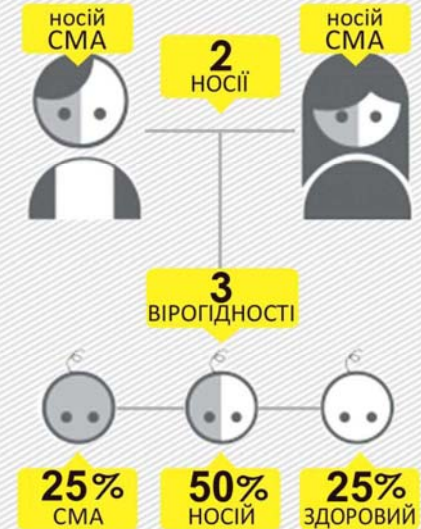 носій
СМА
носій
СМА
2
НОСІЇ
3
ВІРОГІДНОСТІ
25%
СМА
50%
НОСІЙ
25%
ЗДОРОВИЙ